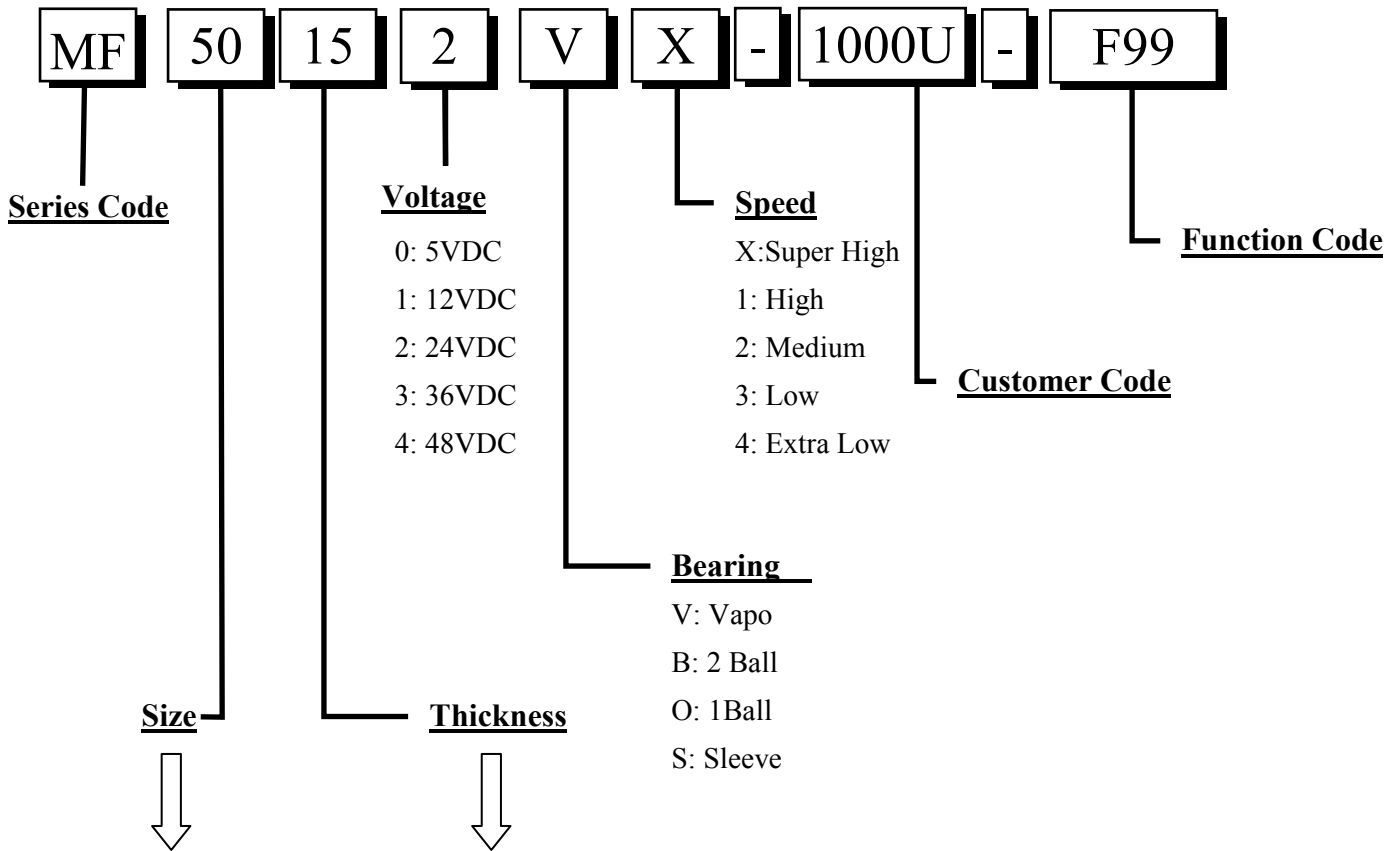 MF 50 15 2 V X - 1000U - F99
Series Code
Voltage
0: 5VDC
1: 12VDC
2: 24VDC
3: 36VDC
4: 48VDC
Speed
X:Super High
1: High
2: Medium
3: Low
4: Extra Low
Function Code
Customer Code
Bearing
V: Vapo
B: 2 Ball
O: 1Ball
S: Sleeve
Size
Thickness